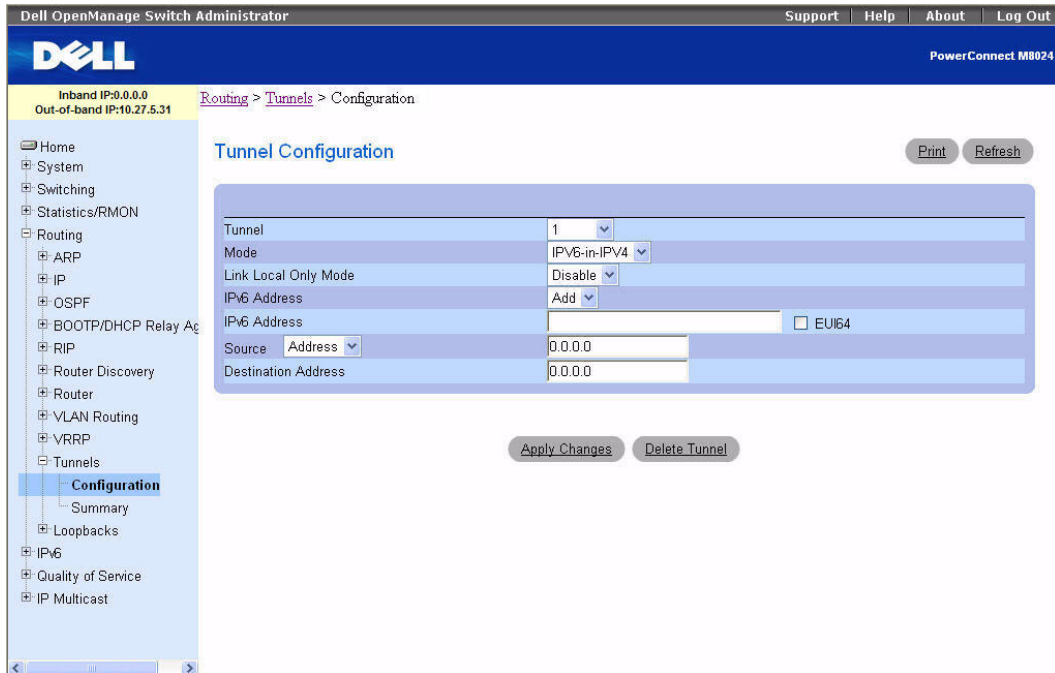 Dell OpenManage Switch Administrator
Support | Help | About | Log Out
DELL
PowerConnect M8024
Inband IP:0.0.0.0
Out-of-band IP:10.27.5.31
Routing > Tunnels > Configuration
Home
System
Switching
Statistics/RMON
Routing
ARP
IP
OSPF
BOOTP/DHCP Relay Ag
RIP
Router Discovery
Router
VLAN Routing
VRRP
Tunnels
Configuration
Summary
Loopbacks
IPv6
Quality of Service
IP Multicast
Tunnel Configuration
Print Refresh
Tunnel 1
Mode IPV6-in-IPV4
Link Local Only Mode Disable
IPv6 Address Add
IPv6 Address EUI64
Source Address 0.0.0.0
Destination Address 0.0.0.0
Apply Changes Delete Tunnel